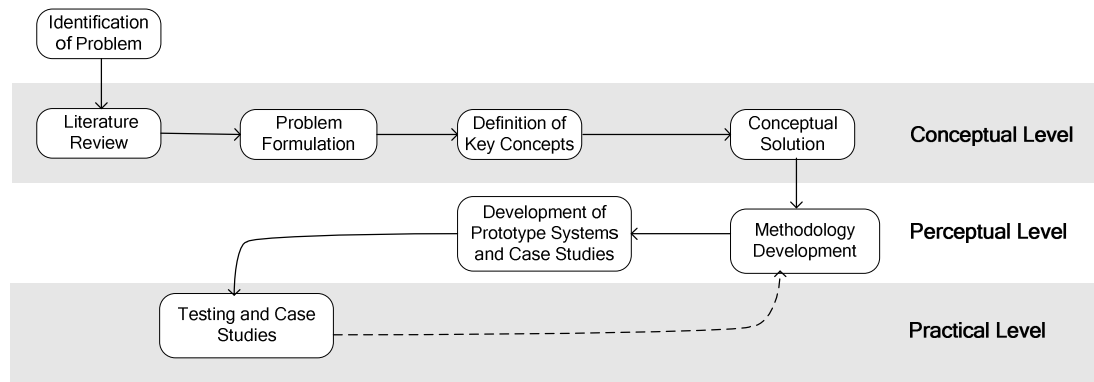 Identification
of Problem
Literature
Review
Problem
Formulation
Definition of
Key Concepts
Conceptual
Solution
Conceptual Level
Development of
Prototype Systems
and Case Studies
Methodology
Development
Perceptual Level
Testing and Case
Studies
Practical Level